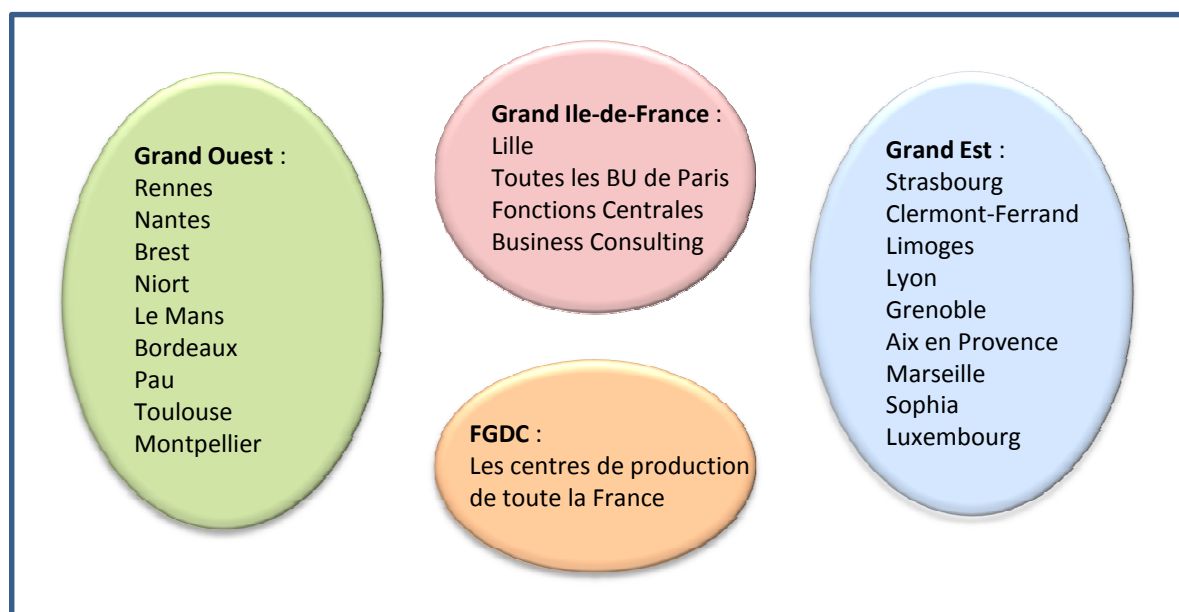 Grand Ouest :
Rennes
Nantes
Brest
Niort
Le Mans
Bordeaux
Pau
Toulouse
Montpellier
Grand Ile-de-France :
Lille
Toutes les BU de Paris
Fonctions Centrales
Business Consulting
FGDC :
Les centres de production
de toute la France
Grand Est :
Strasbourg
Clermont-Ferrand
Limoges
Lyon
Grenoble
Aix en Provence
Marseille
Sophia
Luxembourg